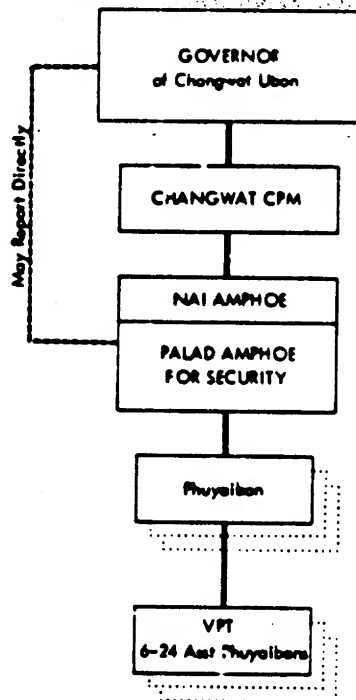 GOVERNOR
of Changwat Ubon
May Report Directly
CHANGWAT CPM
NAI AMPHOE
PALAD AMPHOE
FOR SECURITY
Phuyaiban
VPT
6-24 Asst Phuyaibans